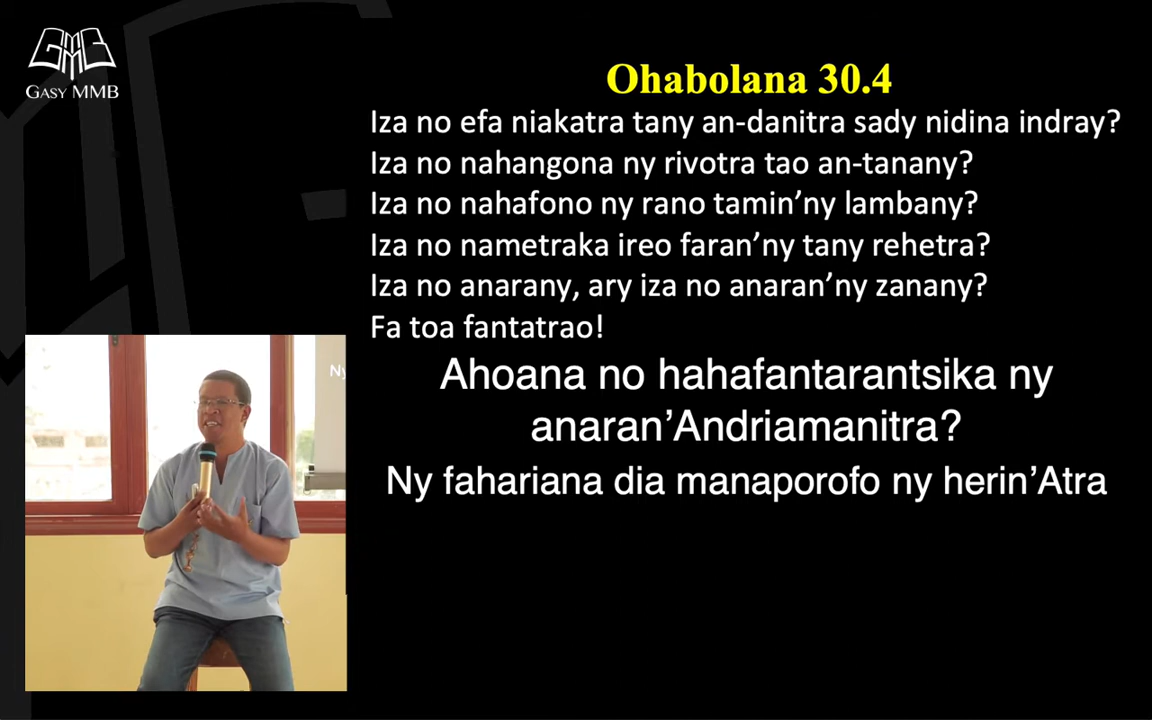 GMMB
GASY MMB
Ohabolana 30.4
Iza no efa niakatra tany an-danitra sady nidina indray?
Iza no nahangona ny rivotra tao an-tanany?
Iza no nahafono ny rano tamin’ny lambany?
Iza no nametraka ireo faran’ny tany rehetra?
Iza no anarany, ary iza no anaran’ny zanany?
Fa toa fantatrao!
Ahoana no hahafantarantsika ny
anaran’Andriamanitra?
Ny fahariana dia manaporofo ny herin’Atra
Ny